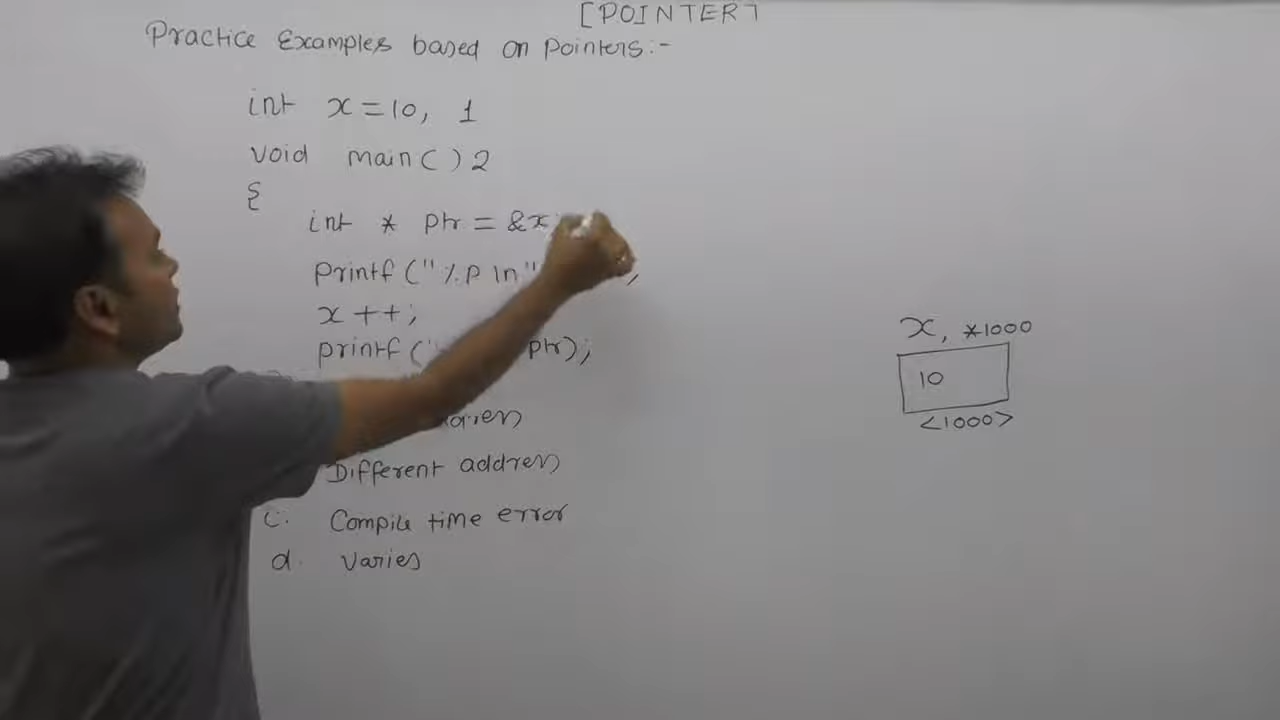 [POINTER]
Practice Examples based on pointers:-
int x=10, 1
void main() 2
{
int * ptr = &x
printf("%p \n" ;
x ++;
printf(" ptr);
Different address
c. Compile time error
d. varies
x, *1000
10
<1000>